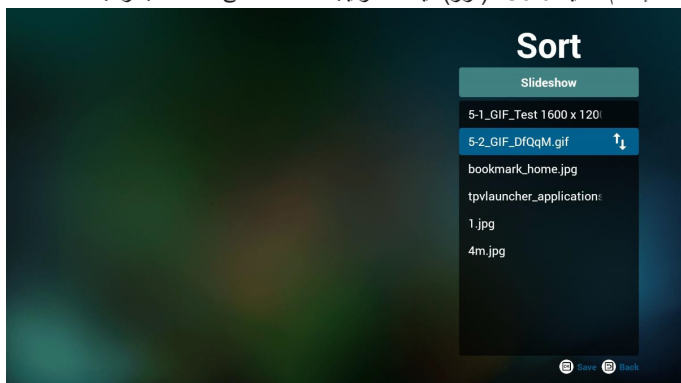 Sort
Slideshow
5-1_GIF_Test 1600 x 120
5-2_GIF_DfQqM.gif
bookmark_home.jpg
tpvlauncher_application
1.jpg
4m.jpg
Save Back